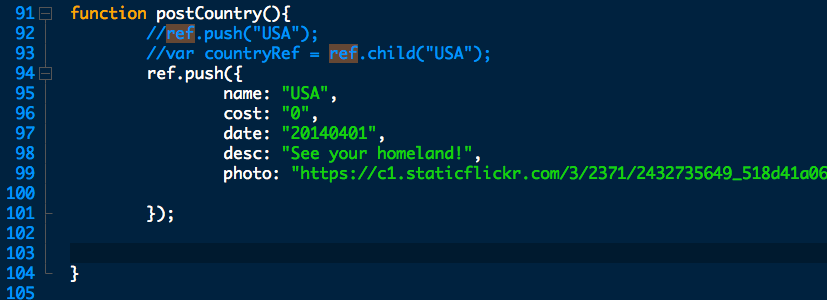 91 function postCountry(){
92 //ref.push("USA");
93 //var countryRef = ref.child("USA");
94 ref.push({
95 name: "USA",
96 cost: "0",
97 date: "20140401",
98 desc: "See your homeland!",
99 photo: "https://c1.staticflickr.com/3/2371/2432735649_518d41a06
100
101 });
102
103
104 }
105